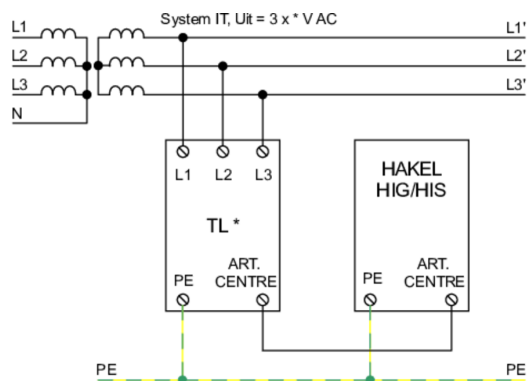 System IT, Uit = 3 x * V AC
L1
L1'
L2
L2'
L3
L3'
N
L1 L2 L3
TL *
PE
ART.
CENTRE
HAKEL
HIG/HIS
PE
ART.
CENTRE
PE
PE